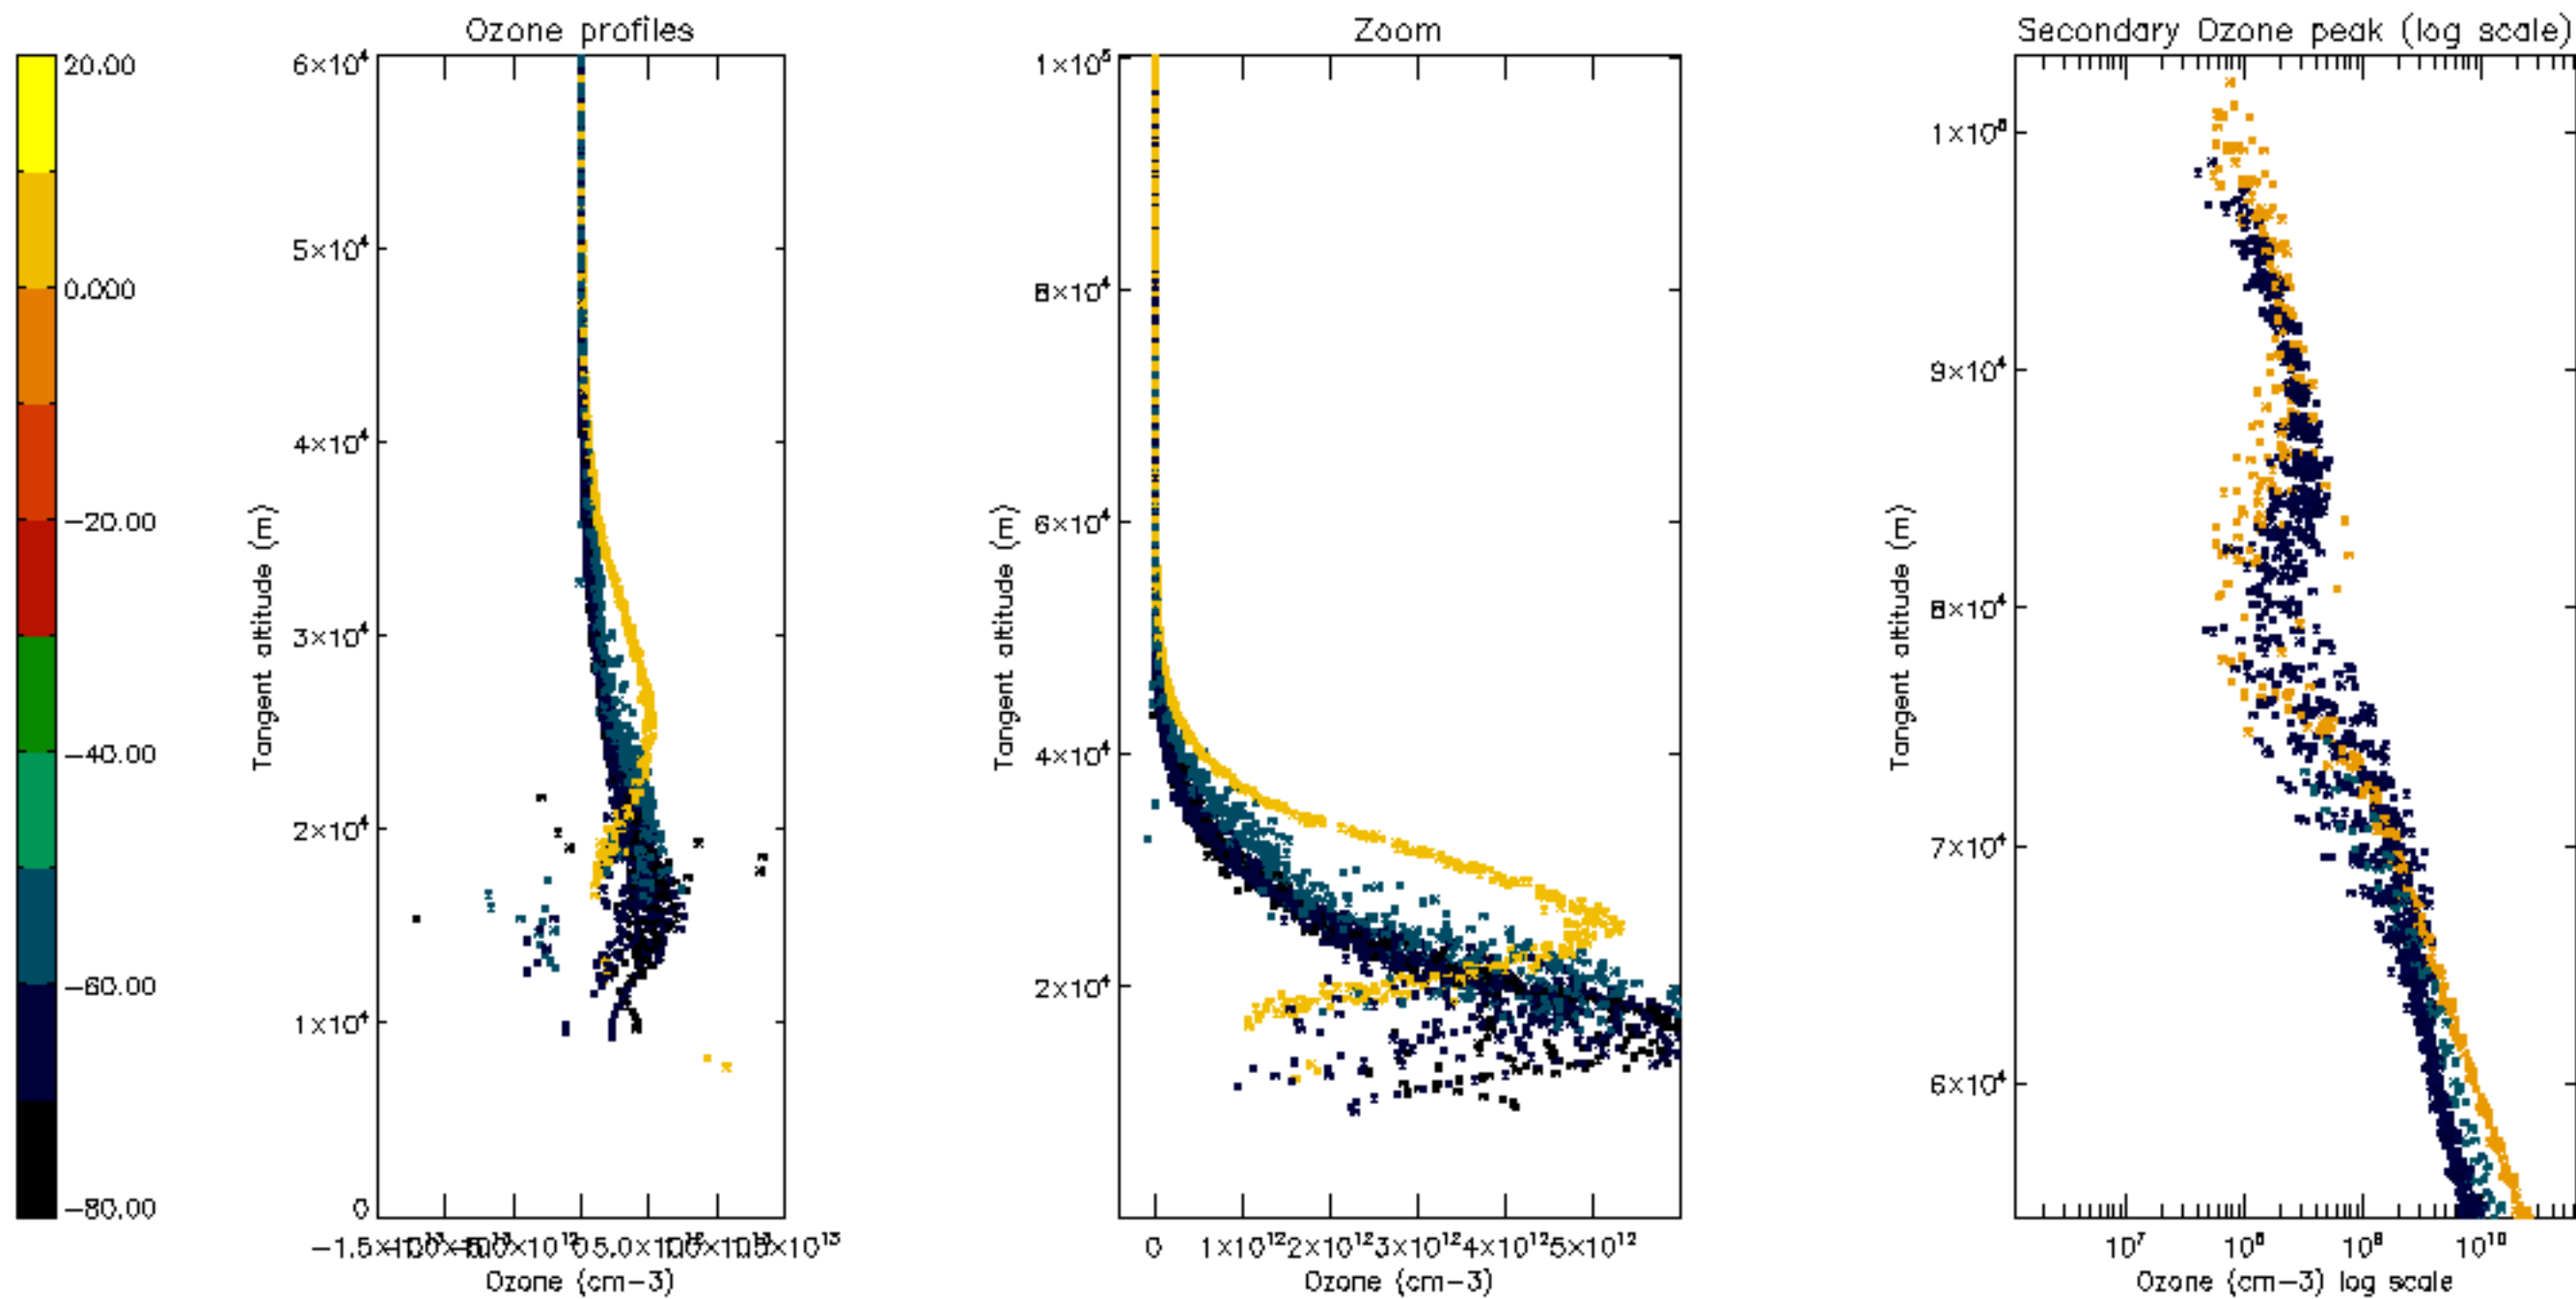 Ozone profiles
Zoom
Secondary Ozone peak (log scale)
20.00
0.000
−20.00
−40.00
−60.00
−80.00
6×10⁴
5×10⁴
4×10⁴
3×10⁴
2×10⁴
1×10⁴
0
Tangent altitude (m)
Ozone (cm−3)
1×10⁵
8×10⁴
6×10⁴
4×10⁴
2×10⁴
Tangent altitude (m)
0 1×10¹² 2×10¹² 3×10¹² 4×10¹² 5×10¹²
Ozone (cm−3)
9×10⁴
8×10⁴
7×10⁴
6×10⁴
Tangent altitude (m)
10⁷ 10⁸ 10⁹ 10¹⁰
Ozone (cm−3) log scale